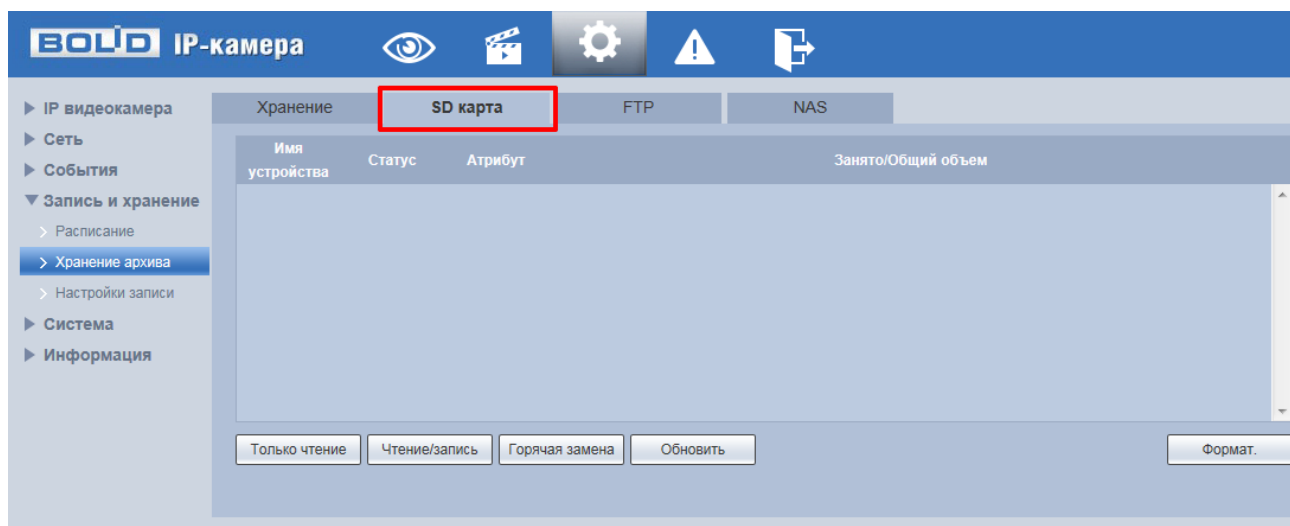 BOLID IP-камера
IP видеокамера
Сеть
События
Запись и хранение
Расписание
Хранение архива
Настройки записи
Система
Информация
Хранение SD карта FTP NAS
Имя устройства Статус Атрибут Занято/Общий объем
Только чтение Чтение/запись Горячая замена Обновить Формат.